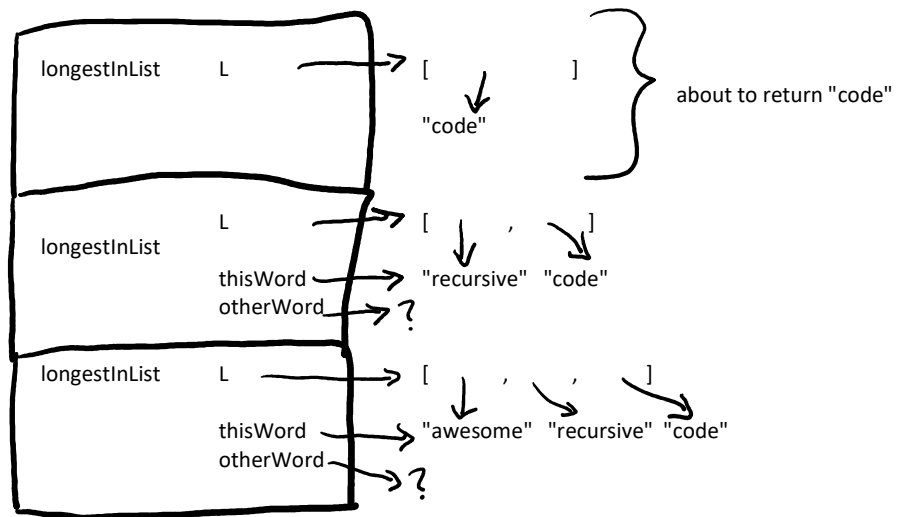 longestInList L [ ]
about to return "code"
"code"
L [ , ]
longestInList
thisWord "recursive" "code"
otherWord ?
longestInList L [ , , ]
thisWord "awesome" "recursive" "code"
otherWord ?